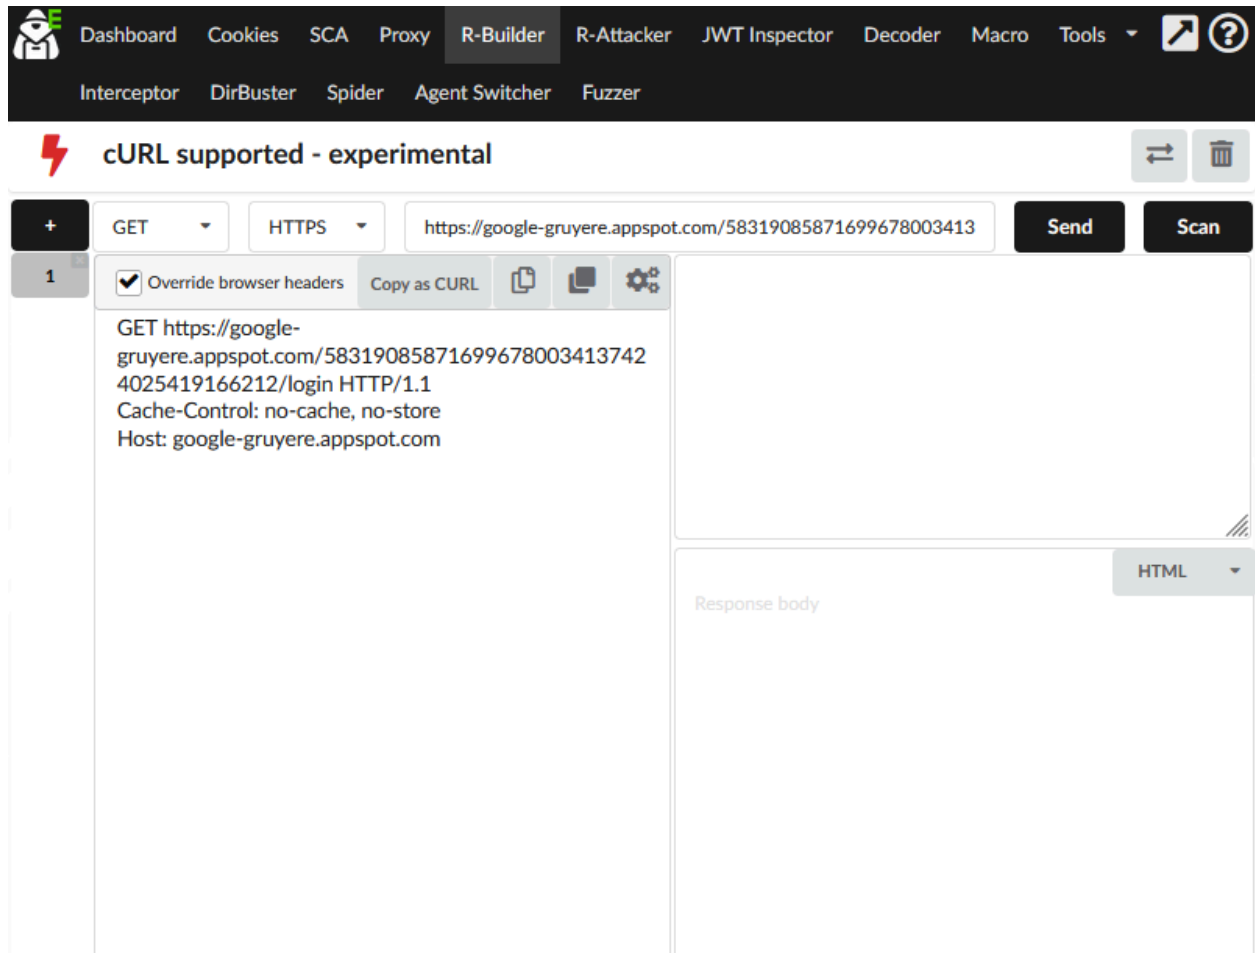 E
Dashboard Cookies SCA Proxy R-Builder R-Attacker JWT Inspector Decoder Macro Tools
Interceptor DirBuster Spider Agent Switcher Fuzzer
cURL supported - experimental
+ GET HTTPS https://google-gruyere.appspot.com/58319085871699678003413 Send Scan
1 Override browser headers Copy as CURL
GET https://google-
gruyere.appspot.com/58319085871699678003413742
4025419166212/login HTTP/1.1
Cache-Control: no-cache, no-store
Host: google-gruyere.appspot.com
HTML
Response body